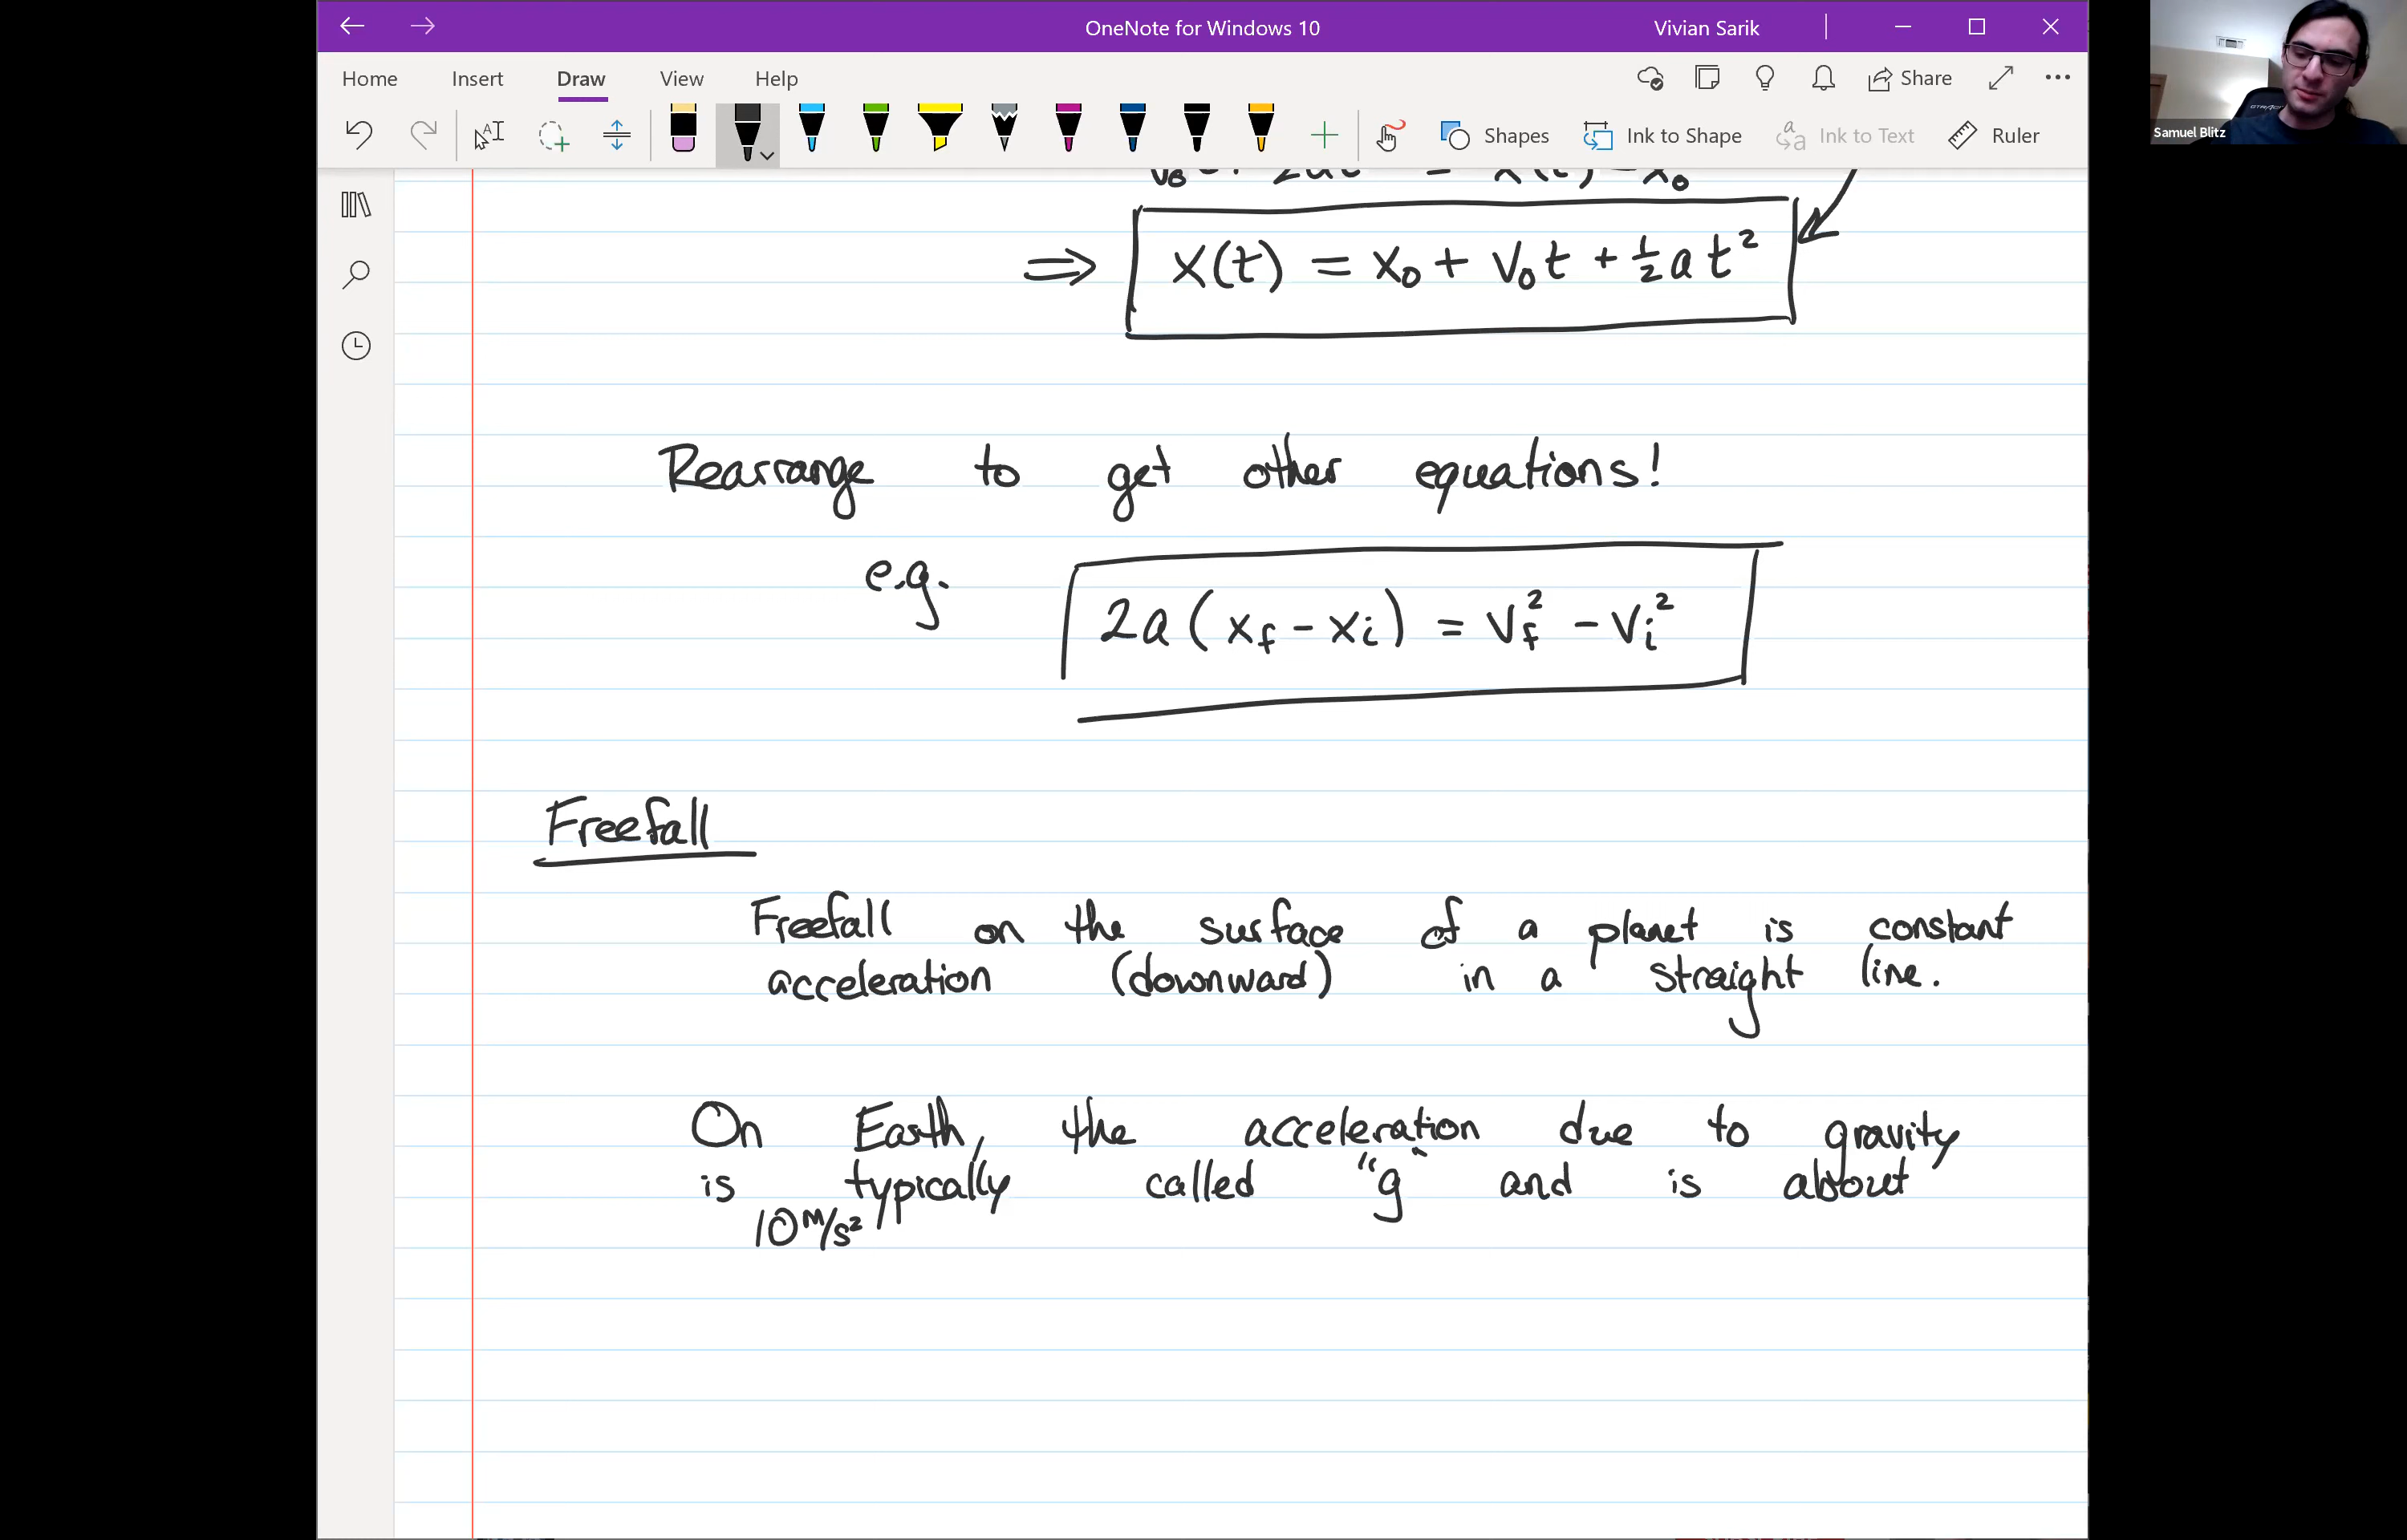 OneNote for Windows 10
Vivian Sarik
Home Insert Draw View Help
Share
Shapes Ink to Shape Ink to Text Ruler
Samuel Blitz
x(t) = x₀ + v₀t + ½at²
Rearrange to get other equations!
e.g.
2a(x_f - x_i) = v_f² - v_i²
Freefall
Freefall on the surface of a planet is constant
acceleration (downward) in a straight line.
On Earth, the acceleration due to gravity
is typically called "g" and is about
10 m/s²